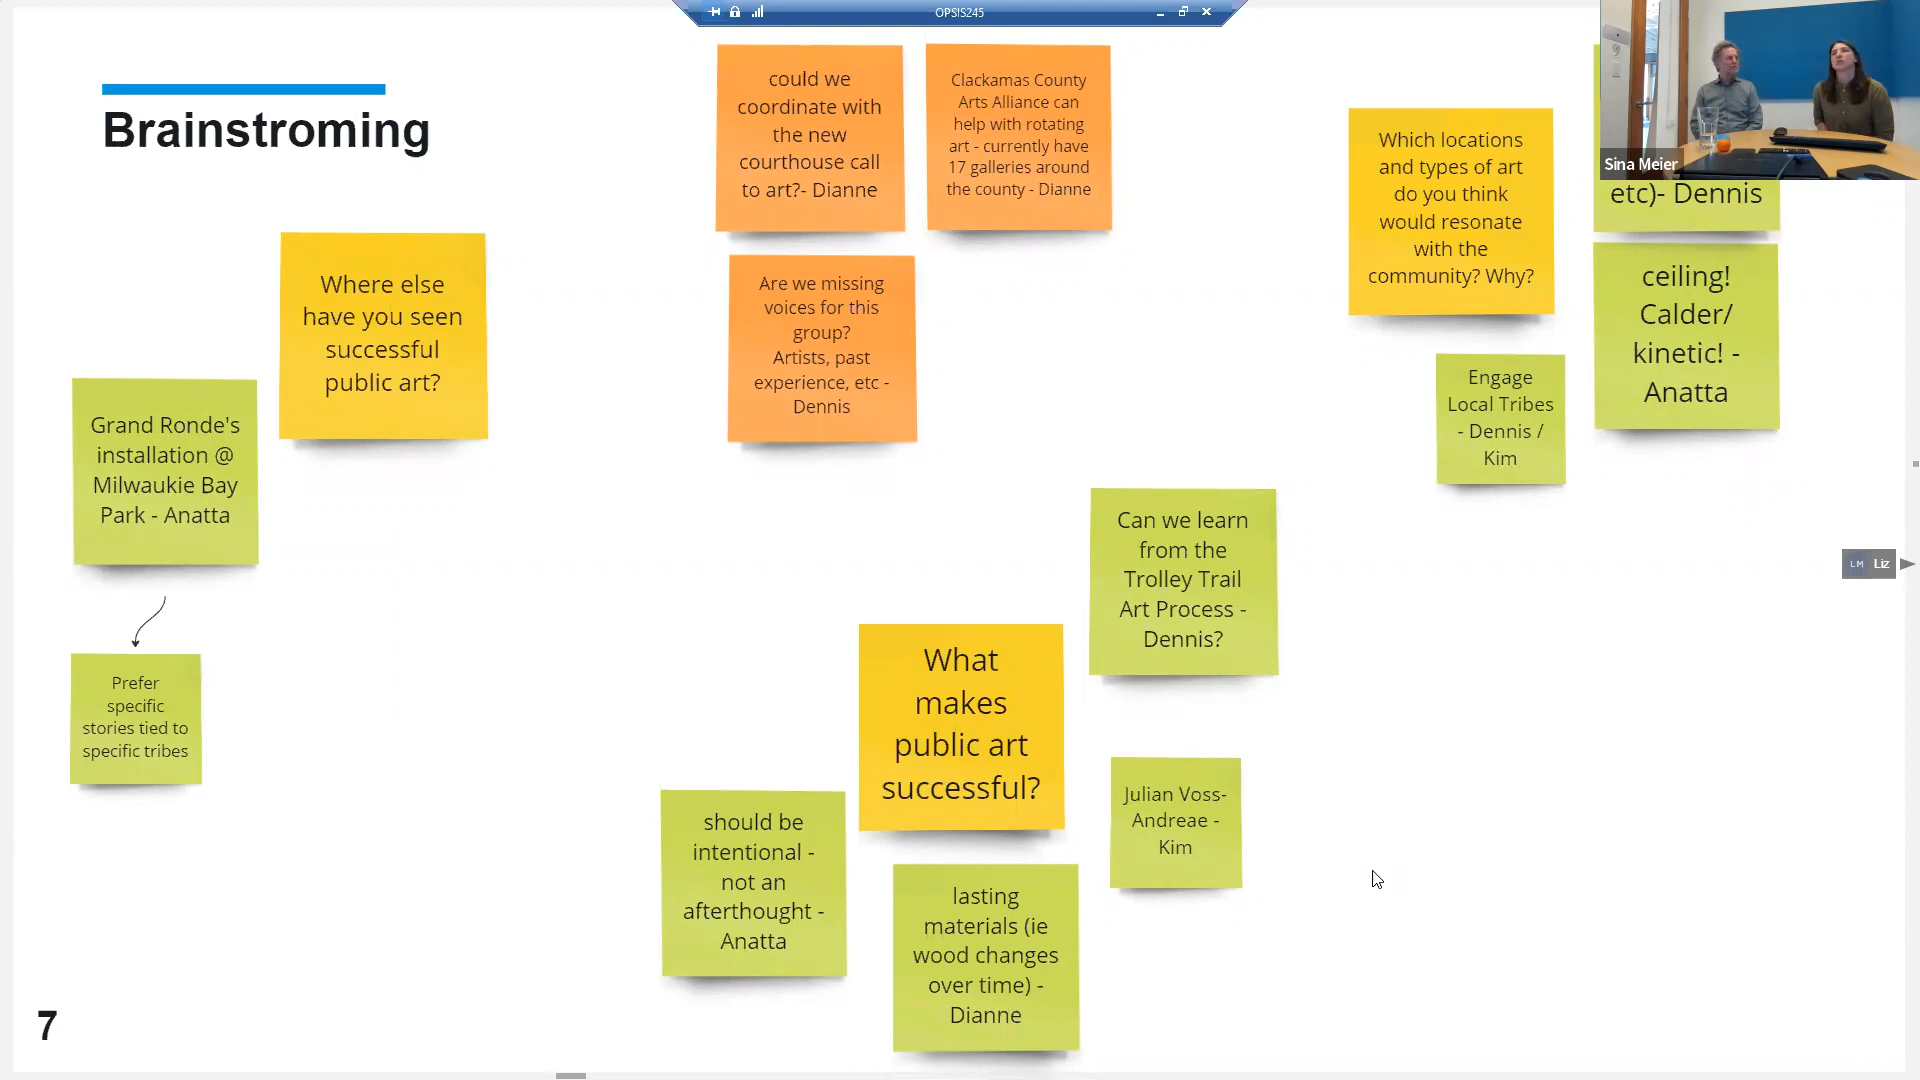 OPSIS245
Brainstroming
could we
coordinate with
the new
courthouse call
to art?- Dianne
Clackamas County
Arts Alliance can
help with rotating
art - currently have
17 galleries around
the county - Dianne
Are we missing
voices for this
group?
Artists, past
experience, etc -
Dennis
Which locations
and types of art
do you think
would resonate
with the
community? Why?
Sina Meier
etc)- Dennis
ceiling!
Calder/
kinetic! -
Anatta
Engage
Local Tribes
- Dennis /
Kim
Where else
have you seen
successful
public art?
Grand Ronde's
installation @
Milwaukie Bay
Park - Anatta
Prefer
specific
stories tied to
specific tribes
Can we learn
from the
Trolley Trail
Art Process -
Dennis?
LM Liz
What
makes
public art
successful?
Julian Voss-
Andreae -
Kim
should be
intentional -
not an
afterthought -
Anatta
lasting
materials (ie
wood changes
over time) -
Dianne
7